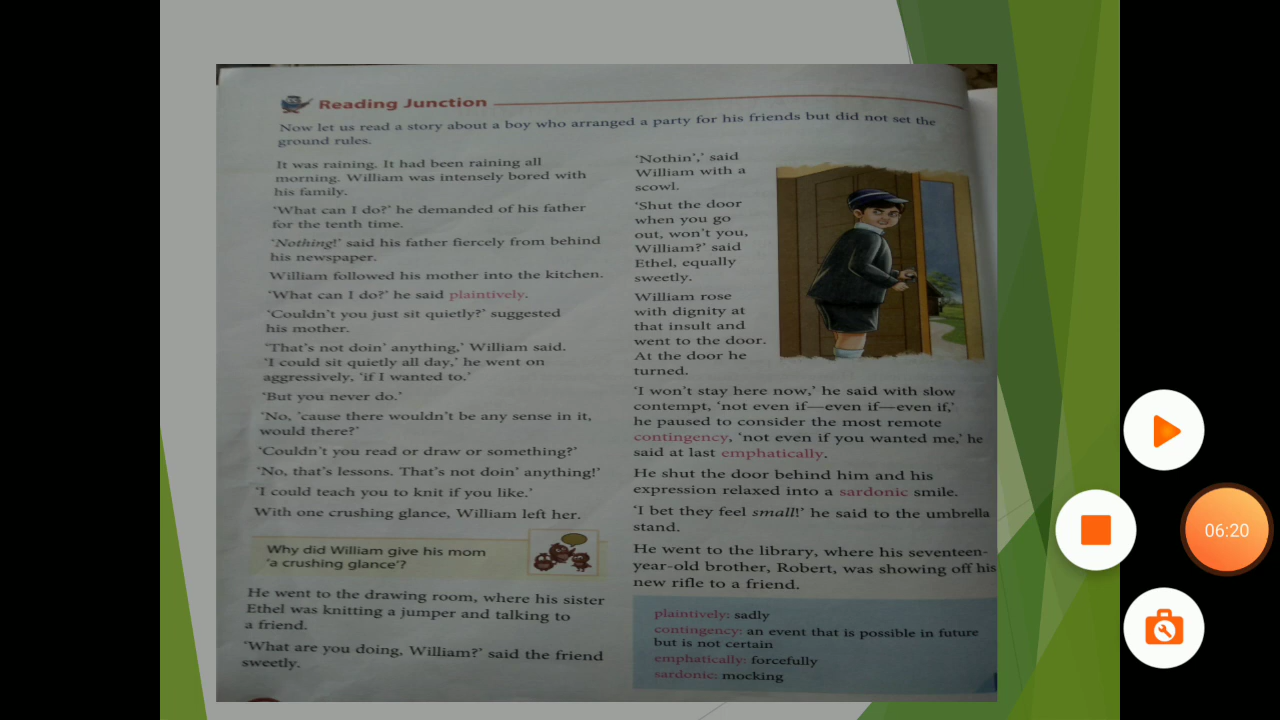 Reading Junction
Now let us read a story about a boy who arranged a party for his friends but did not set the
ground rules.
It was raining. It had been raining all
morning. William was intensely bored with
his family.
‘What can I do?’ he demanded of his father
for the tenth time.
‘Nothing!’ said his father fiercely from behind
his newspaper.
William followed his mother into the kitchen.
‘What can I do?’ he said plaintively.
‘Couldn’t you just sit quietly?’ suggested
his mother.
‘That’s not doin’ anything,’ William said.
‘I could sit quietly all day,’ he went on
aggressively, ‘if I wanted to.’
‘But you never do.’
‘No, ’cause there wouldn’t be any sense in it,
would there?’
‘Couldn’t you read or draw or something?’
‘No, that’s lessons. That’s not doin’ anything!’
‘I could teach you to knit if you like.’
With one crushing glance, William left her.
Why did William give his mom
‘a crushing glance’?
He went to the drawing room, where his sister
Ethel was knitting a jumper and talking to
a friend.
‘What are you doing, William?’ said the friend
sweetly.
‘Nothin’,’ said
William with a
scowl.
‘Shut the door
when you go
out, won’t you,
William?’ said
Ethel, equally
sweetly.
William rose
with dignity at
that insult and
went to the door.
At the door he
turned.
‘I won’t stay here now,’ he said with slow
contempt, ‘not even if—even if—even if,’
he paused to consider the most remote
contingency, ‘not even if you wanted me,’ he
said at last emphatically.
He shut the door behind him and his
expression relaxed into a sardonic smile.
‘I bet they feel small!’ he said to the umbrella
stand.
He went to the library, where his seventeen-
year-old brother, Robert, was showing off his
new rifle to a friend.
plaintively: sadly
contingency: an event that is possible in future
but is not certain
emphatically: forcefully
sardonic: mocking
06:20